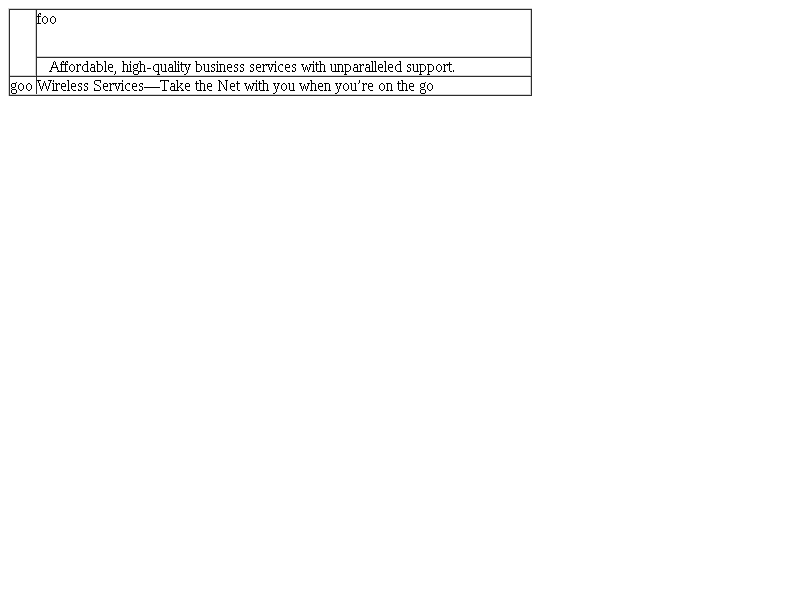 foo
Affordable, high-quality business services with unparalleled support.
goo Wireless Services—Take the Net with you when you’re on the go